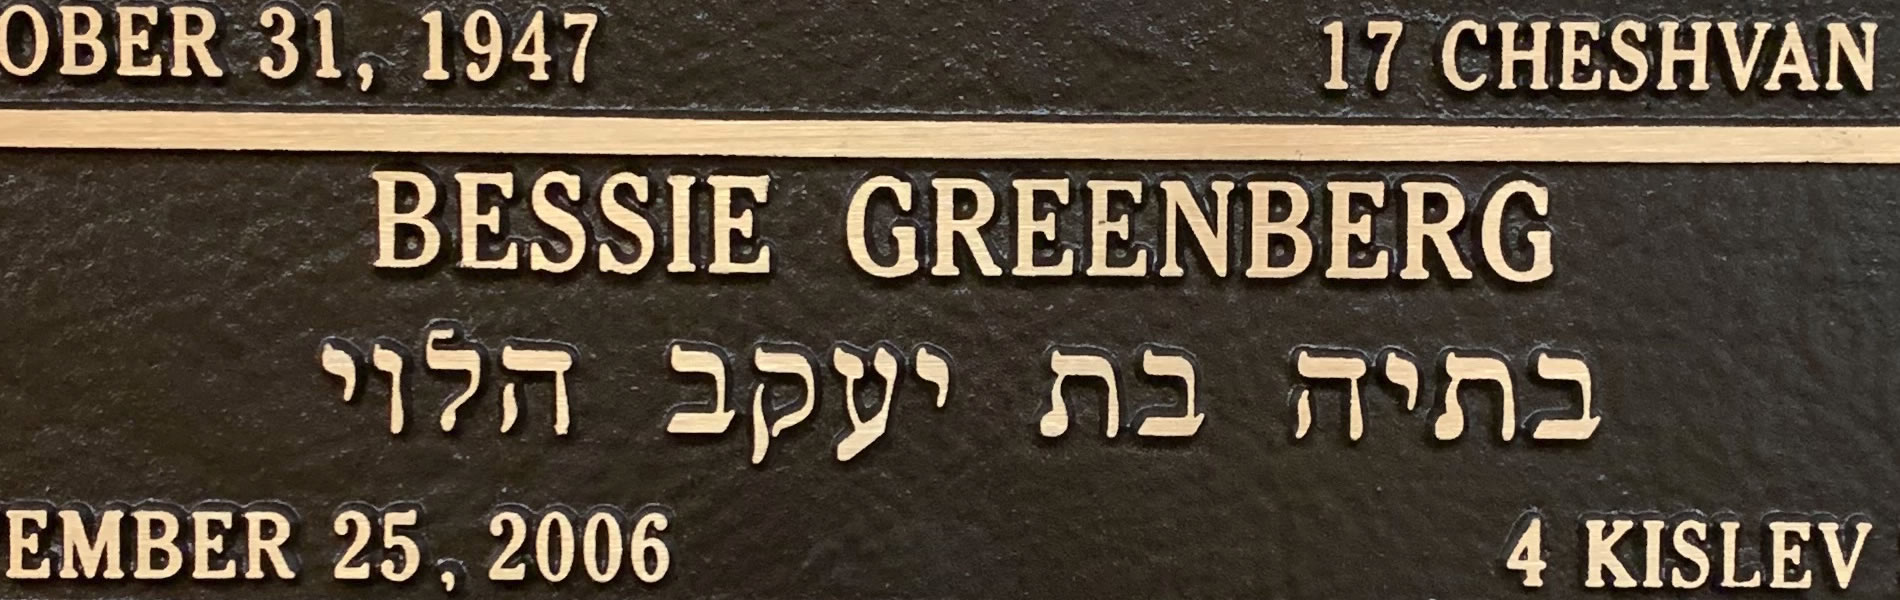 OBER 31, 1947 17 CHESHVAN
BESSIE GREENBERG
בתיה בת יעקב הלוי
EMBER 25, 2006 4 KISLEV